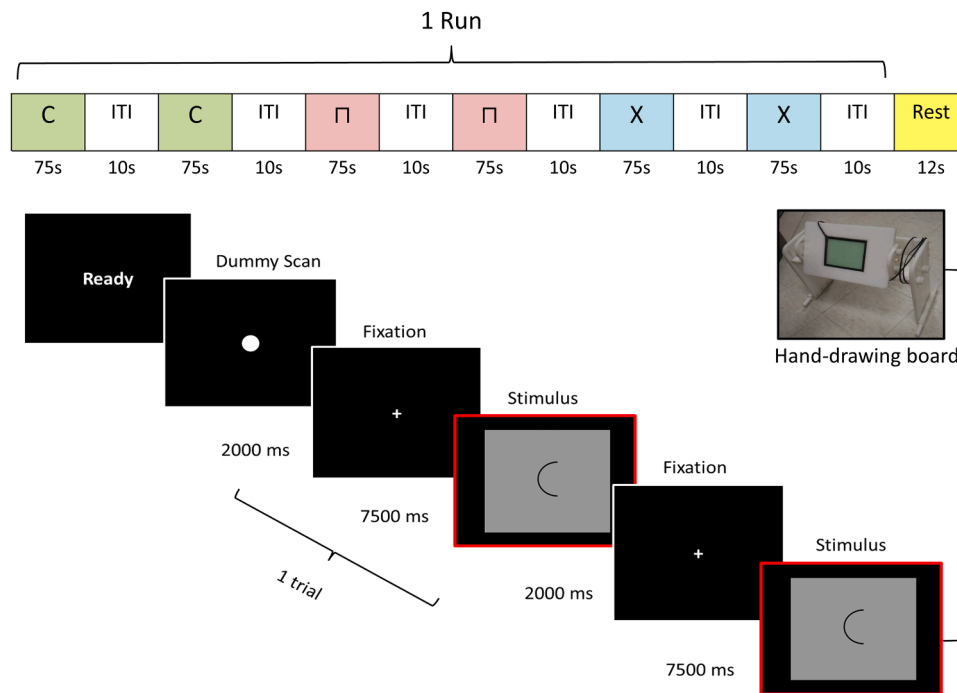 1 Run
C ITI C ITI ⊓ ITI ⊓ ITI X ITI X ITI Rest
75s 10s 75s 10s 75s 10s 75s 10s 75s 10s 75s 10s 12s
Ready
Dummy Scan
Fixation
+
Stimulus
Hand-drawing board
2000 ms
Fixation
+
7500 ms
Stimulus
1 trial
2000 ms
7500 ms